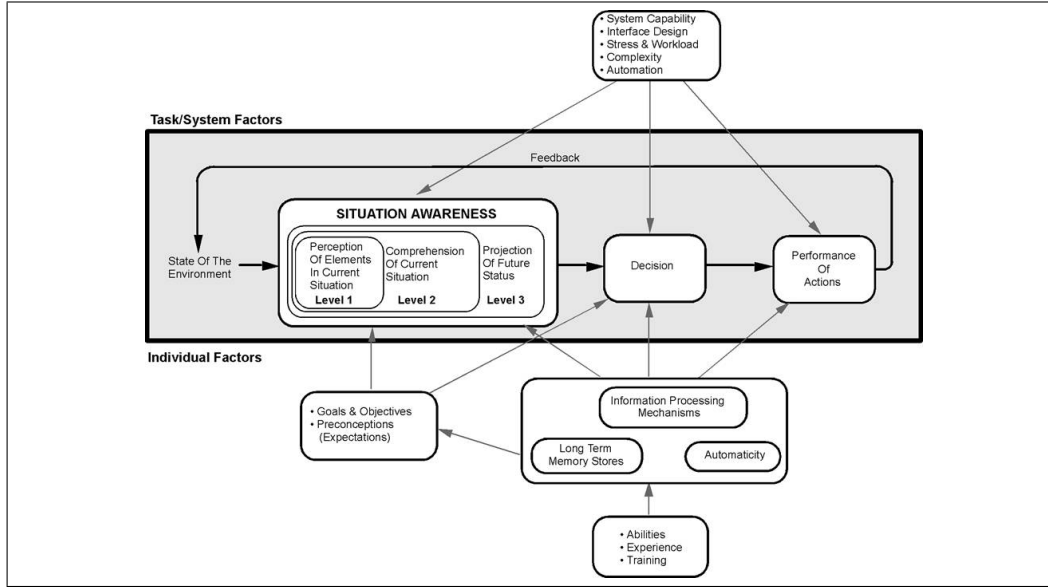 • System Capability
• Interface Design
• Stress & Workload
• Complexity
• Automation
Task/System Factors
Feedback
SITUATION AWARENESS
State Of The
Environment
Perception
Of Elements
In Current
Situation
Level 1
Comprehension
Of Current
Situation
Level 2
Projection
Of Future
Status
Level 3
Decision
Performance
Of
Actions
Individual Factors
• Goals & Objectives
• Preconceptions
(Expectations)
Information Processing
Mechanisms
Long Term
Memory Stores
Automaticity
• Abilities
• Experience
• Training